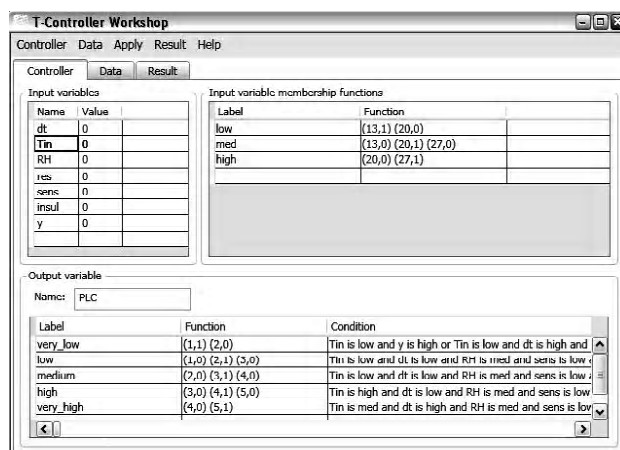 T-Controller Workshop
Controller Data Apply Result Help
Controller Data Result
Input variables
Name Value
dt 0
Tin 0
RH 0
res 0
sens 0
insul 0
y 0
Input variable membership functions
Label Function
low (13,1) (20,0)
med (13,0) (20,1) (27,0)
high (20,0) (27,1)
Output variable
Name: PLC
Label Function Condition
very_low (1,1) (2,0) Tin is low and y is high or Tin is low and dt is high and
low (1,0) (2,1) (3,0) Tin is low and dt is low and RH is med and sens is low
medium (2,0) (3,1) (4,0) Tin is low and dt is low and RH is med and sens is low
high (3,0) (4,1) (5,0) Tin is high and dt is low and RH is med and sens is low
very_high (4,0) (5,1) Tin is med and dt is high and RH is med and sens is low